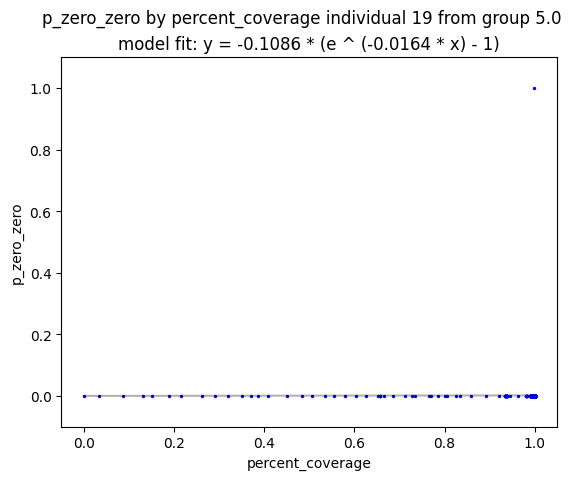 p_zero_zero by percent_coverage individual 19 from group 5.0
model fit: y = -0.1086 * (e ^ (-0.0164 * x) - 1)
1.0
0.8
0.6
0.4
0.2
0.0
p_zero_zero
0.0 0.2 0.4 0.6 0.8 1.0
percent_coverage